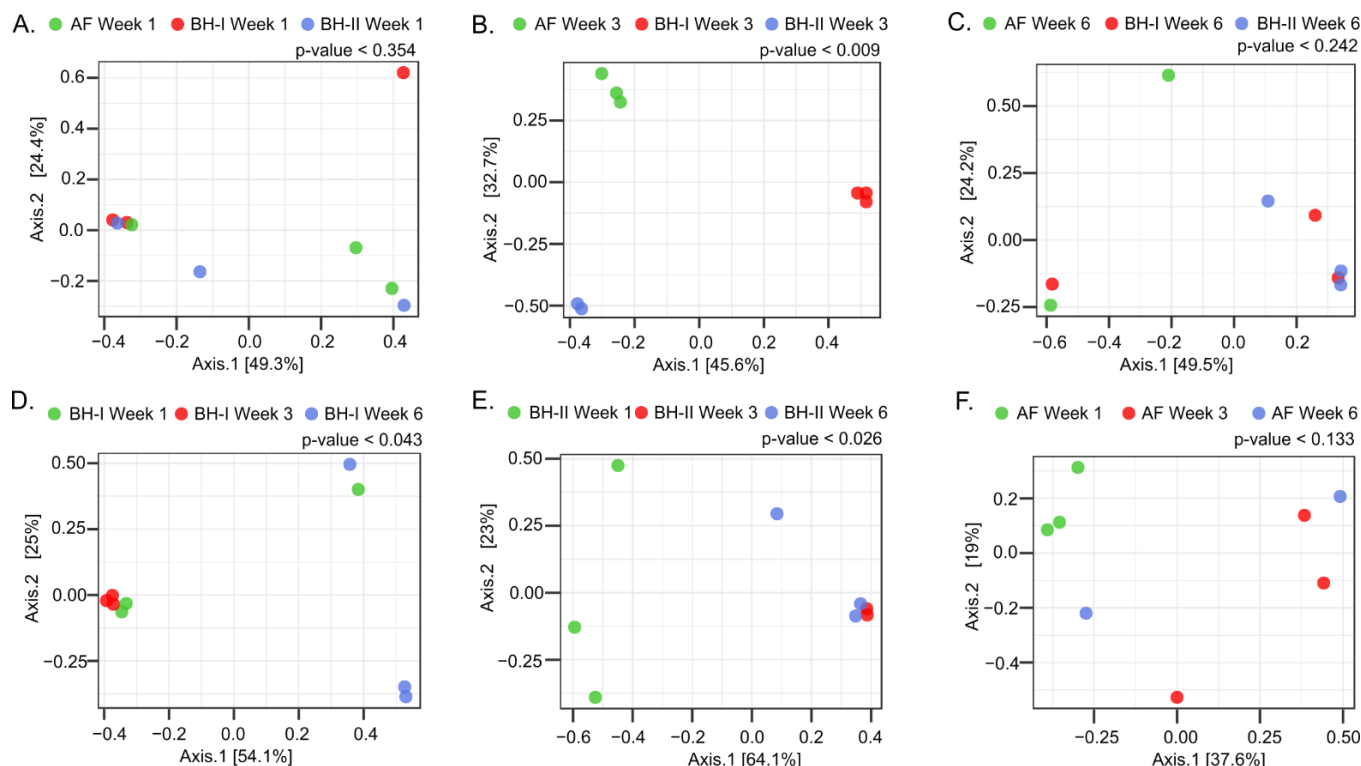 A. AF Week 1 BH-I Week 1 BH-II Week 1
p-value < 0.354
0.6
0.4
0.2
0.0
−0.2
Axis.2 [24.4%]
−0.4 −0.2 0.0 0.2 0.4
Axis.1 [49.3%]
B. AF Week 3 BH-I Week 3 BH-II Week 3
p-value < 0.009
0.25
0.00
−0.25
−0.50
Axis.2 [32.7%]
−0.4 −0.2 0.0 0.2 0.4
Axis.1 [45.6%]
C. AF Week 6 BH-I Week 6 BH-II Week 6
p-value < 0.242
0.50
0.25
0.00
−0.25
Axis.2 [24.2%]
−0.6 −0.4 −0.2 0.0 0.2
Axis.1 [49.5%]
D. BH-I Week 1 BH-I Week 3 BH-I Week 6
p-value < 0.043
0.50
0.25
0.00
−0.25
Axis.2 [25%]
−0.4 −0.2 0.0 0.2 0.4
Axis.1 [54.1%]
E. BH-II Week 1 BH-II Week 3 BH-II Week 6
p-value < 0.026
0.50
0.25
0.00
−0.25
Axis.2 [23%]
−0.6 −0.4 −0.2 0.0 0.2 0.4
Axis.1 [64.1%]
F. AF Week 1 AF Week 3 AF Week 6
p-value < 0.133
0.2
0.0
−0.2
−0.4
Axis.2 [19%]
−0.25 0.00 0.25 0.50
Axis.1 [37.6%]